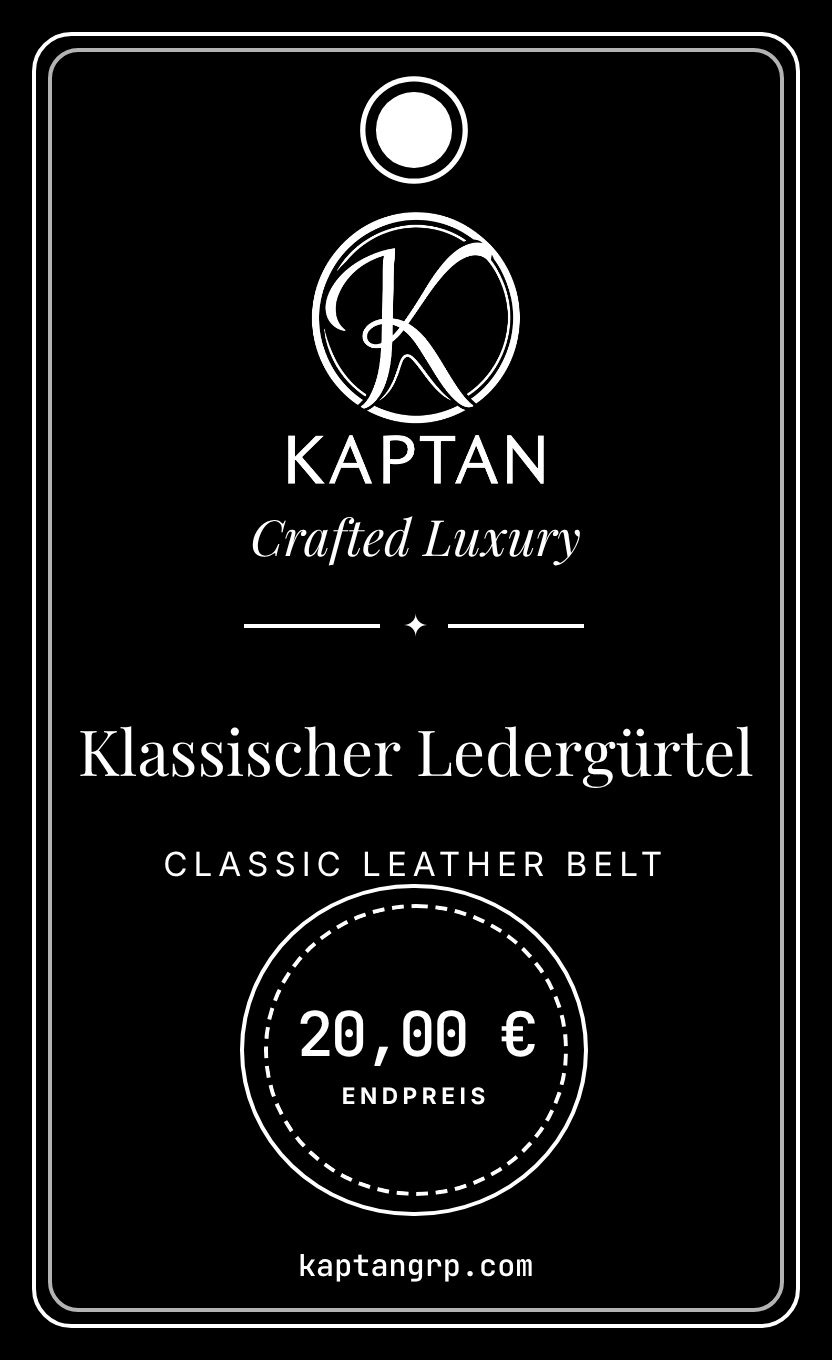 K
KAPTAN
Crafted Luxury
Klassischer Ledergürtel
CLASSIC LEATHER BELT
20,00 €
ENDPREIS
kaptangrp.com